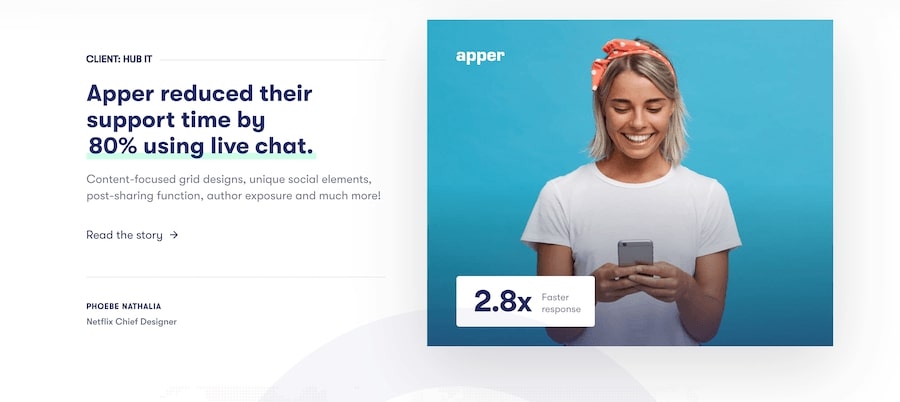 CLIENT: HUB IT
Apper reduced their
support time by
80% using live chat.
Content-focused grid designs, unique social elements,
post-sharing function, author exposure and much more!
Read the story →
PHOEBE NATHALIA
Netflix Chief Designer
apper
2.8x
Faster
response